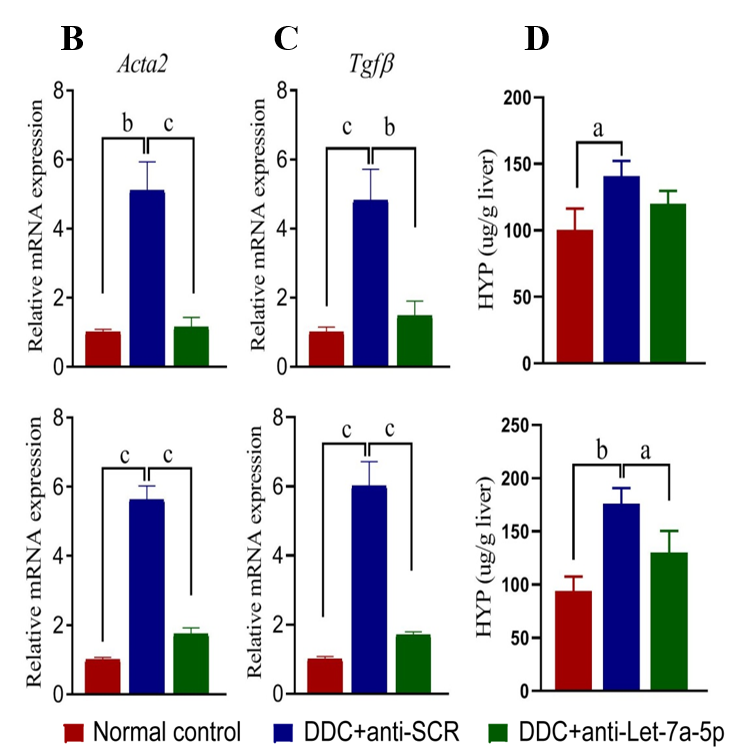 B C D
Acta2 Tgfβ
Relative mRNA expression
8
6
4
2
0
b c
Relative mRNA expression
8
6
4
2
0
c b
HYP (ug/g liver)
200
150
100
50
0
a
Relative mRNA expression
8
6
4
2
0
c c
Relative mRNA expression
8
6
4
2
0
c c
HYP (ug/g liver)
250
200
150
100
50
0
b a
Normal control DDC+anti-SCR DDC+anti-Let-7a-5p